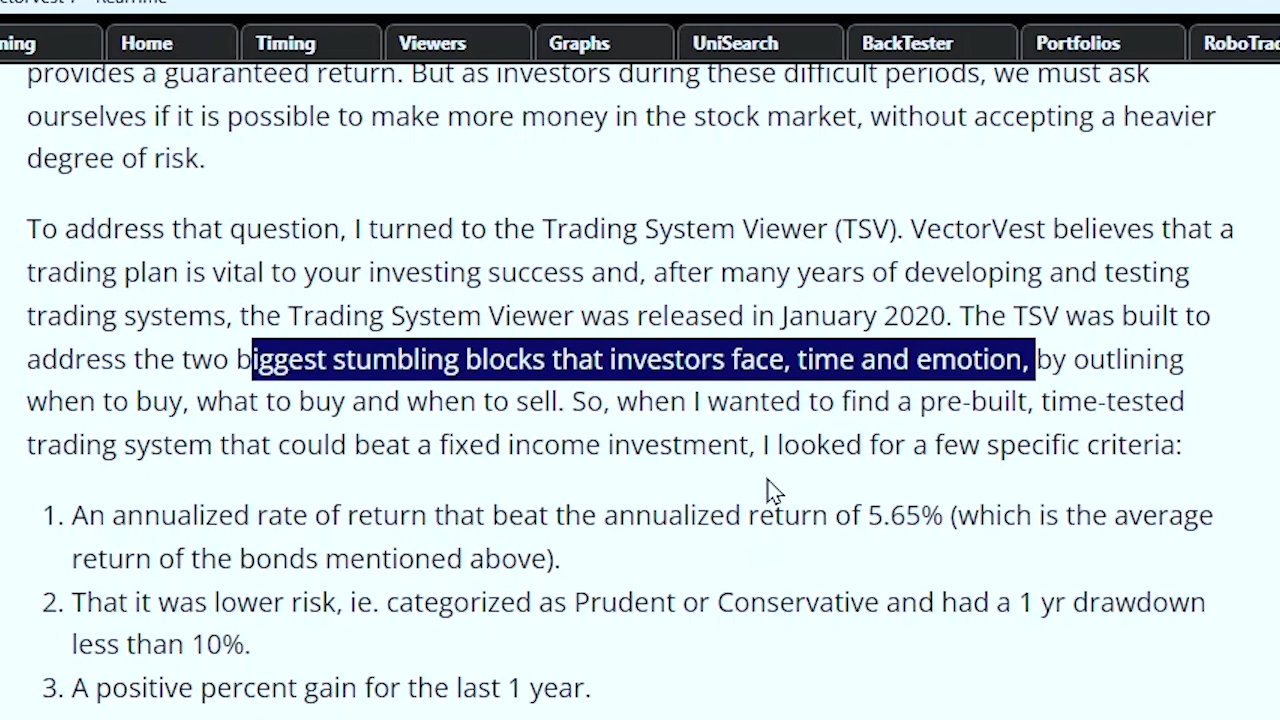 Home Timing Viewers Graphs UniSearch BackTester Portfolios
provides a guaranteed return. But as investors during these difficult periods, we must ask
ourselves if it is possible to make more money in the stock market, without accepting a heavier
degree of risk.
To address that question, I turned to the Trading System Viewer (TSV). VectorVest believes that a
trading plan is vital to your investing success and, after many years of developing and testing
trading systems, the Trading System Viewer was released in January 2020. The TSV was built to
address the two biggest stumbling blocks that investors face, time and emotion, by outlining
when to buy, what to buy and when to sell. So, when I wanted to find a pre-built, time-tested
trading system that could beat a fixed income investment, I looked for a few specific criteria:
1. An annualized rate of return that beat the annualized return of 5.65% (which is the average
return of the bonds mentioned above).
2. That it was lower risk, ie. categorized as Prudent or Conservative and had a 1 yr drawdown
less than 10%.
3. A positive percent gain for the last 1 year.